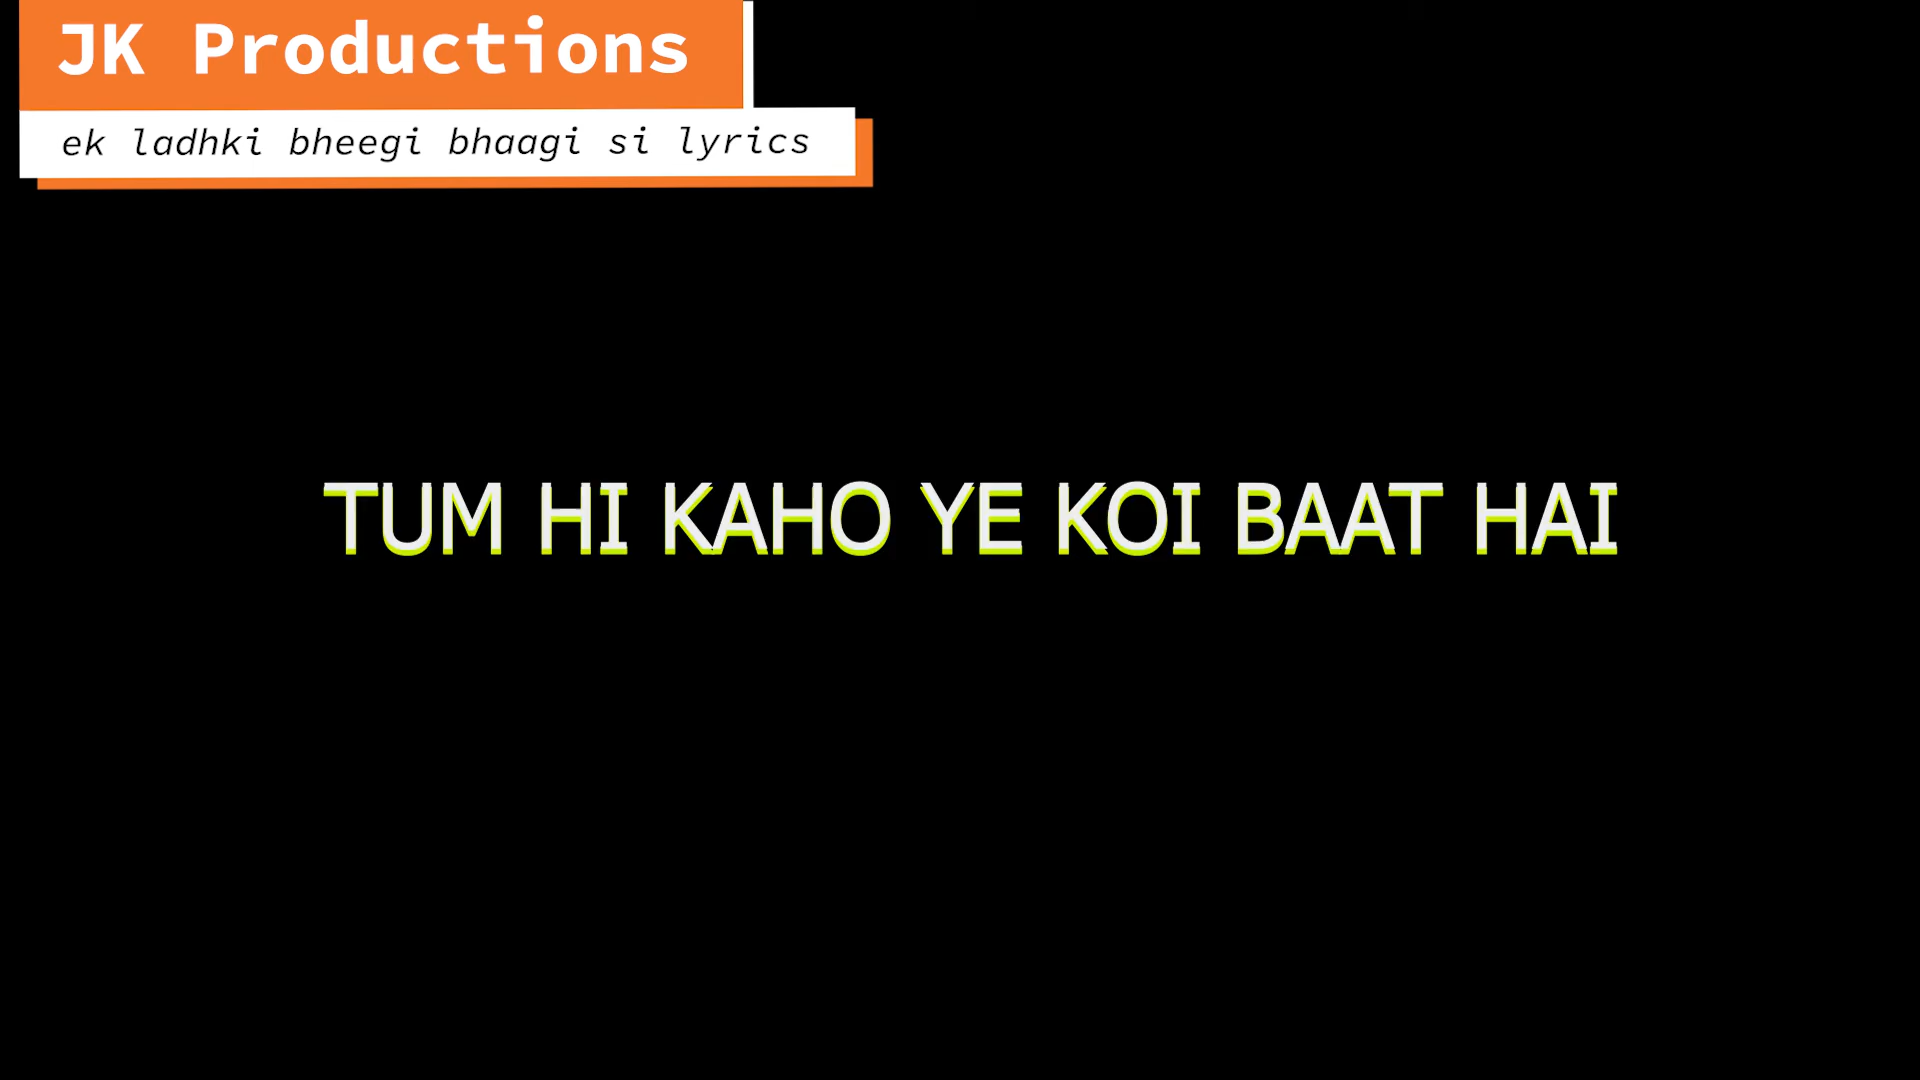 JK Productions
ek ladhki bheegi bhaagi si lyrics
TUM HI KAHO YE KOI BAAT HAI